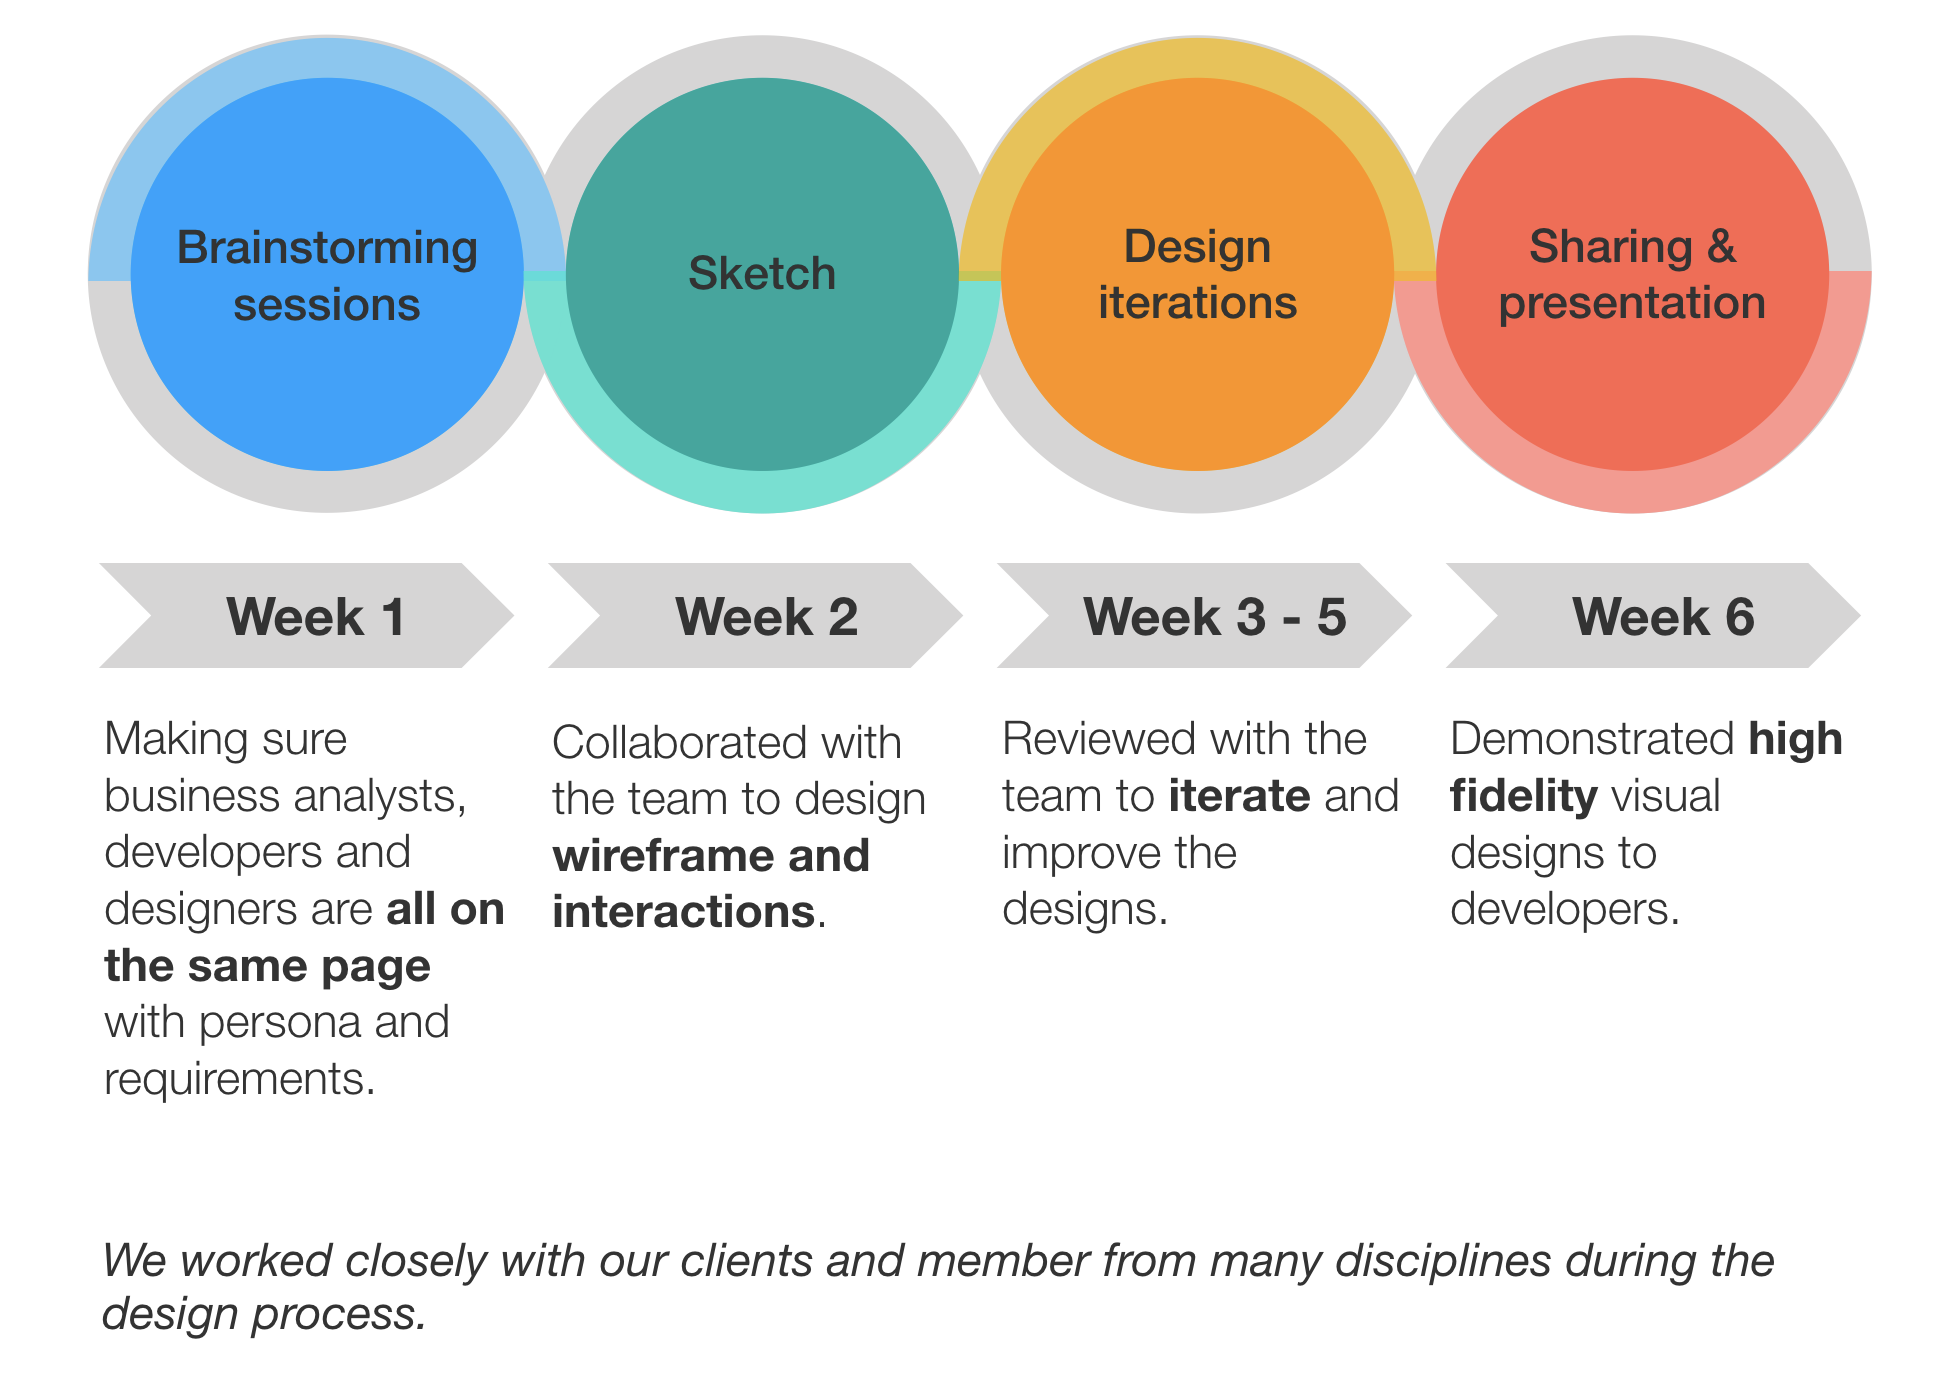 Brainstorming
sessions
Sketch
Design
iterations
Sharing &
presentation
Week 1
Week 2
Week 3 - 5
Week 6
Making sure
business analysts,
developers and
designers are all on
the same page
with persona and
requirements.
Collaborated with
the team to design
wireframe and
interactions.
Reviewed with the
team to iterate and
improve the
designs.
Demonstrated high
fidelity visual
designs to
developers.
We worked closely with our clients and member from many disciplines during the
design process.